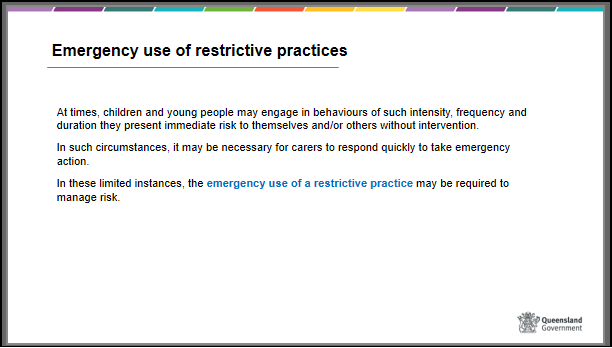 Emergency use of restrictive practices
At times, children and young people may engage in behaviours of such intensity, frequency and
duration they present immediate risk to themselves and/or others without intervention.
In such circumstances, it may be necessary for carers to respond quickly to take emergency
action.
In these limited instances, the emergency use of a restrictive practice may be required to
manage risk.
Queensland
Government